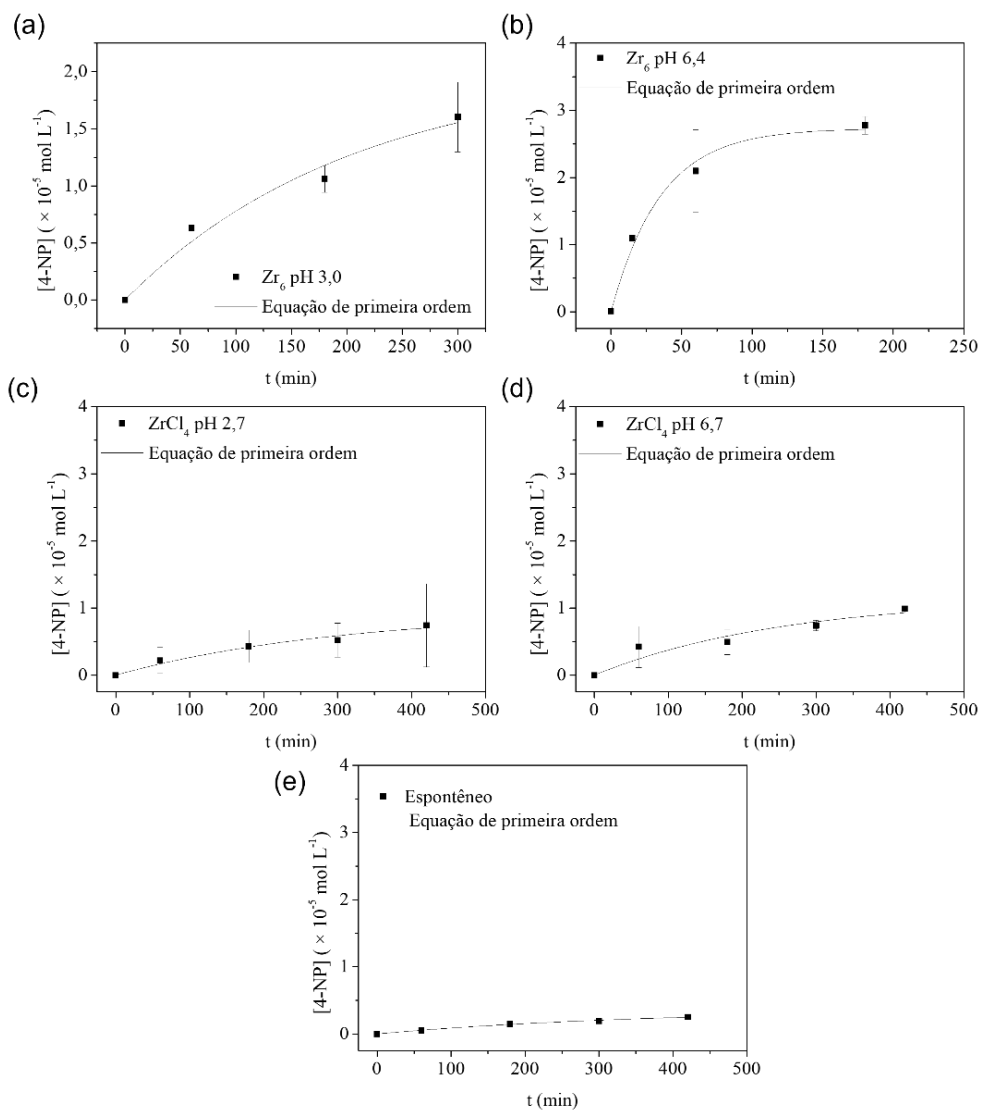 (a)
2,0
1,5
1,0
0,5
0,0
[4-NP] ( × 10⁻⁵ mol L⁻¹)
Zr₆ pH 3,0
Equação de primeira ordem
0 50 100 150 200 250 300
t (min)
(b)
4
3
2
1
0
[4-NP] ( × 10⁻⁵ mol L⁻¹)
Zr₆ pH 6,4
Equação de primeira ordem
0 50 100 150 200 250
t (min)
(c)
4
3
2
1
0
[4-NP] ( × 10⁻⁵ mol L⁻¹)
ZrCl₄ pH 2,7
Equação de primeira ordem
0 100 200 300 400 500
t (min)
(d)
4
3
2
1
0
[4-NP] ( × 10⁻⁵ mol L⁻¹)
ZrCl₄ pH 6,7
Equação de primeira ordem
0 100 200 300 400 500
t (min)
(e)
4
3
2
1
0
[4-NP] ( × 10⁻⁵ mol L⁻¹)
Espontêneo
Equação de primeira ordem
0 100 200 300 400 500
t (min)